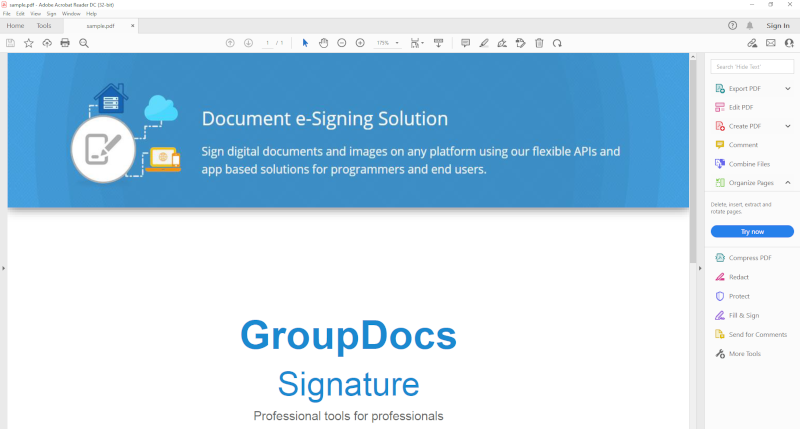 sample.pdf - Adobe Acrobat Reader DC (32-bit)
File Edit View Sign Window Help
Home Tools sample.pdf × Sign In
1 / 1 175%
Document e-Signing Solution
Sign digital documents and images on any platform using our flexible APIs and
app based solutions for programmers and end users.
GroupDocs
Signature
Professional tools for professionals
Search 'Hide Text'
Export PDF
Edit PDF
Create PDF
Comment
Combine Files
Organize Pages
Delete, insert, extract and
rotate pages.
Try now
Compress PDF
Redact
Protect
Fill & Sign
Send for Comments
More Tools